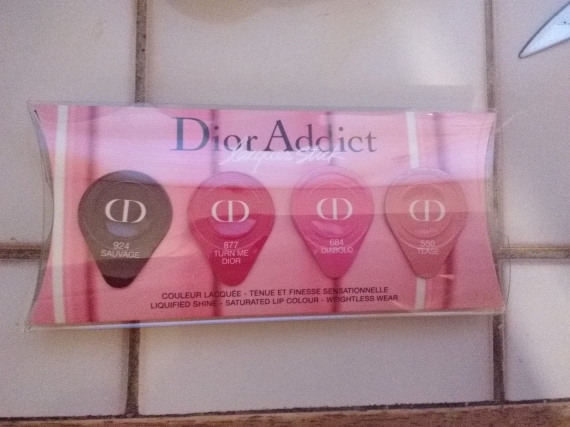 Dior Addict
lacquer stick
CD
924
SAUVAGE
CD
877
TURN ME
DIOR
CD
684
DIABOLO
CD
550
TEASE
COULEUR LACQUÉE - TENUE ET FINESSE SENSATIONNELLE
LIQUIFIED SHINE - SATURATED LIP COLOUR - WEIGHTLESS WEAR